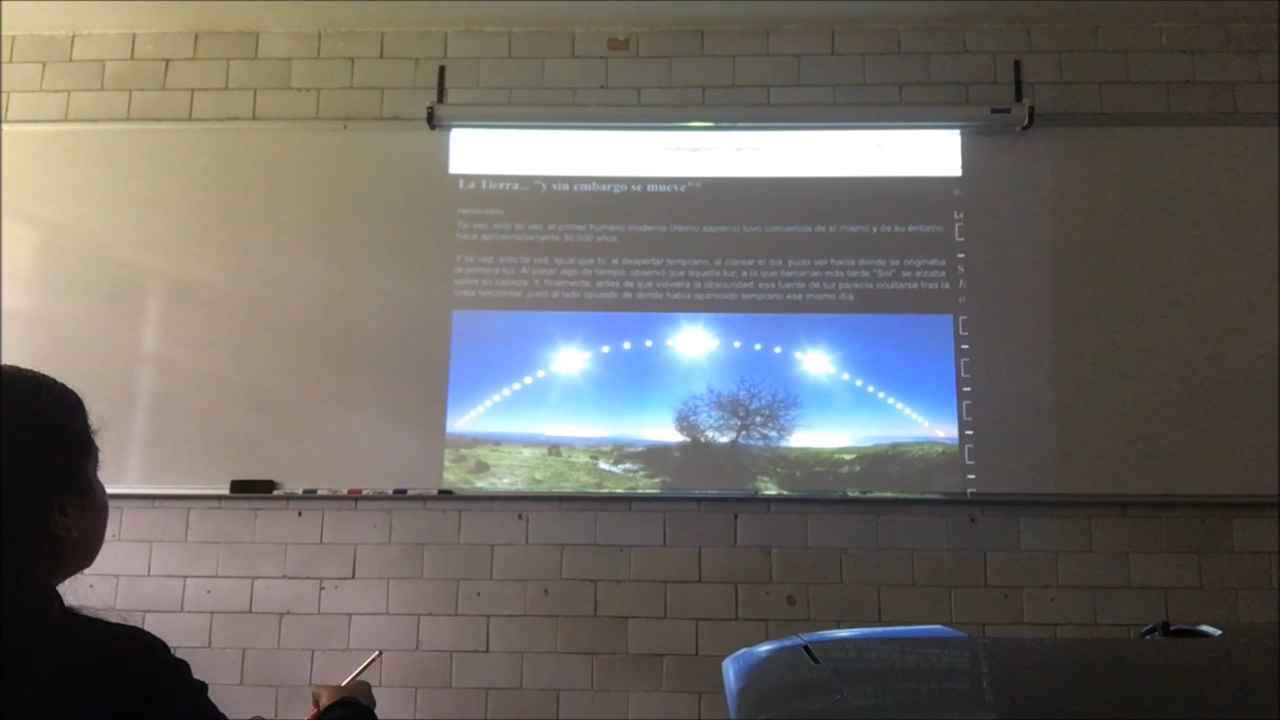 La Tierra... "y sin embargo se mueve"
Tal vez, sólo tal vez, el primer humano moderno (Homo sapiens) tuvo conciencia de sí mismo y de su entorno,
hace aproximadamente 30,000 años.
Y tal vez, sólo tal vez, igual que tú, al despertar temprano, al clarear el día, pudo ver hacia donde se originaba
la primera luz. Al pasar algo de tiempo, observó que aquella luz, a la que llamarían más tarde "Sol", se alzaba
sobre su cabeza. Y, finalmente, antes de que volviera la obscuridad, esa fuente de luz parecía ocultarse tras la
línea horizontal, justo al lado opuesto de donde había aparecido temprano ese mismo día.